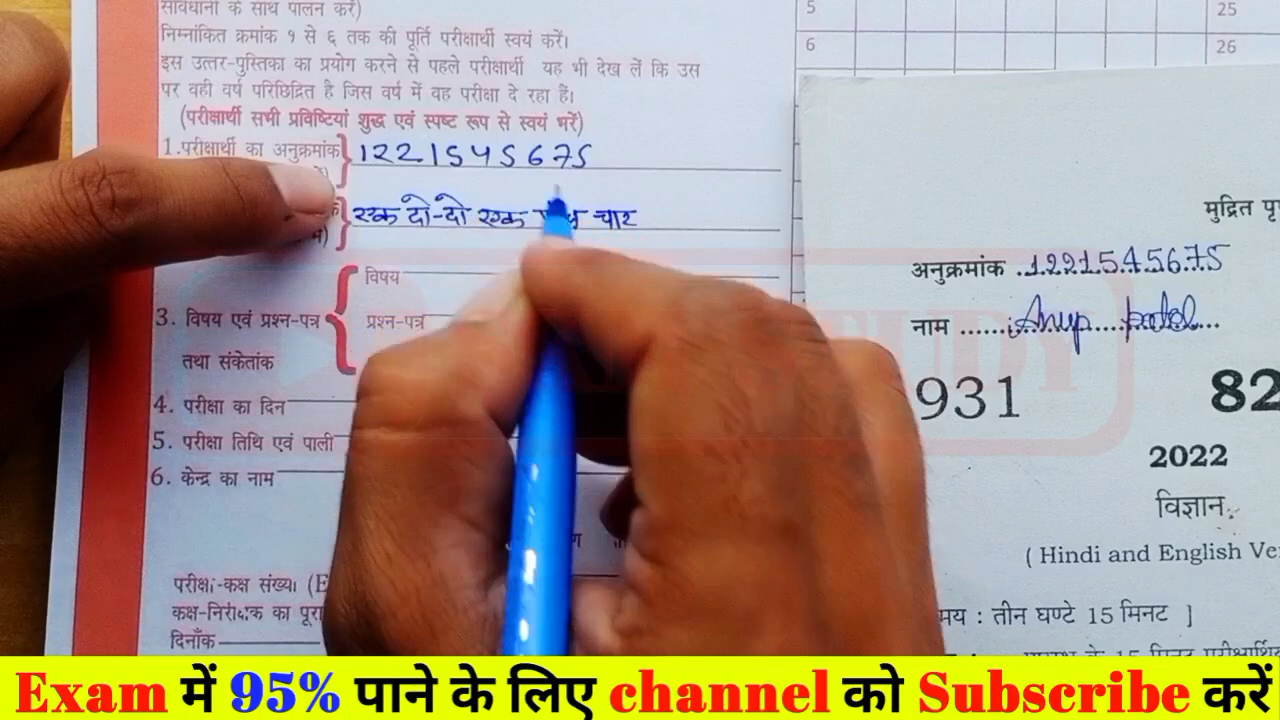 सावधानी के साथ पालन करें)
निम्नांकित क्रमांक १ से ६ तक की पूर्ति परीक्षार्थी स्वयं करें।
इस उत्तर-पुस्तिका का प्रयोग करने से पहले परीक्षार्थी यह भी देख लें कि उस
पर वही वर्ष परिछिद्रित है जिस वर्ष में वह परीक्षा दे रहा है।
(परीक्षार्थी सभी प्रविष्टियां शुद्ध एवं स्पष्ट रूप से स्वयं भरें)
1.परीक्षार्थी का अनुक्रमांक 1221545675
एक दो-दो एक चार
विषय
3. विषय एवं प्रश्न-पत्र
प्रश्न-पत्र
तथा संकेतांक
4. परीक्षा का दिन
5. परीक्षा तिथि एवं पाली
6. केन्द्र का नाम
परीक्षा-कक्ष संख्या (E
कक्ष-निरीक्षक का पूरा
दिनाँक
5 25
6 26
मुद्रित पृ
अनुक्रमांक 1221545675
नाम Anup patel
931 82
2022
विज्ञान
( Hindi and English Ve
मय : तीन घण्टे 15 मिनट ]
STUDY
Exam में 95% पाने के लिए channel को Subscribe करें